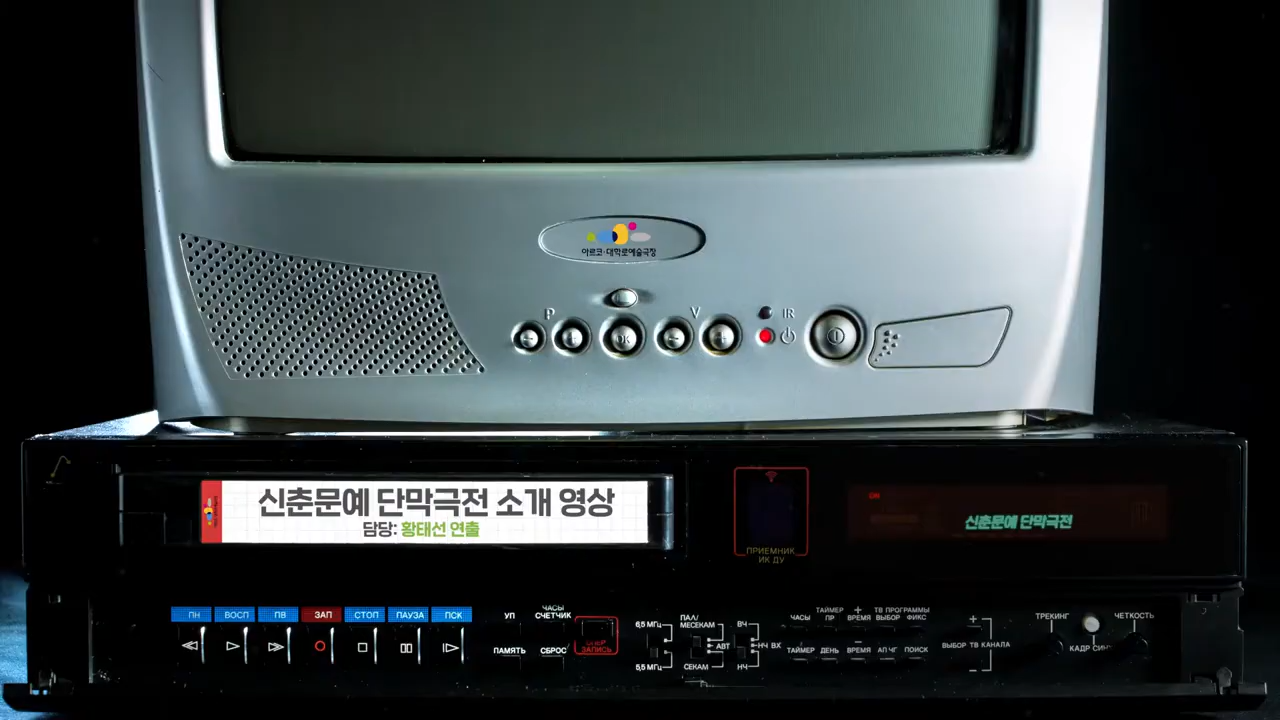 아르코·대학로예술극장
P
V
IR
OK
신춘문예 단막극전 소개 영상
담당: 황태선 연출
신춘문예 단막극전
ПРИЕМНИК
ИК ДУ
ПН ВОСП ПВ ЗАП СТОП ПАУЗА ПСК
УП
ЧАСЫ
СЧЕТЧИК
ПАМЯТЬ
СБРОС
ЗАПИСЬ
6,5 МГц
5,5 МГц
ПАЛ/
МЕСЕКАМ
СЕКАМ
АВТ
ВЧ
НЧ ВХ
НЧ
ЧАСЫ
ТАЙМЕР
ПР
+
ВРЕМЯ
ТВ ПРОГРАММЫ
ВЫБОР ФИКС
ТАЙМЕР ДЕНЬ
−
ВРЕМЯ
АПЧГ ПОИСК
+
ВЫБОР ТВ КАНАЛА
−
ТРЕКИНГ
ЧЕТКОСТЬ
КАДР